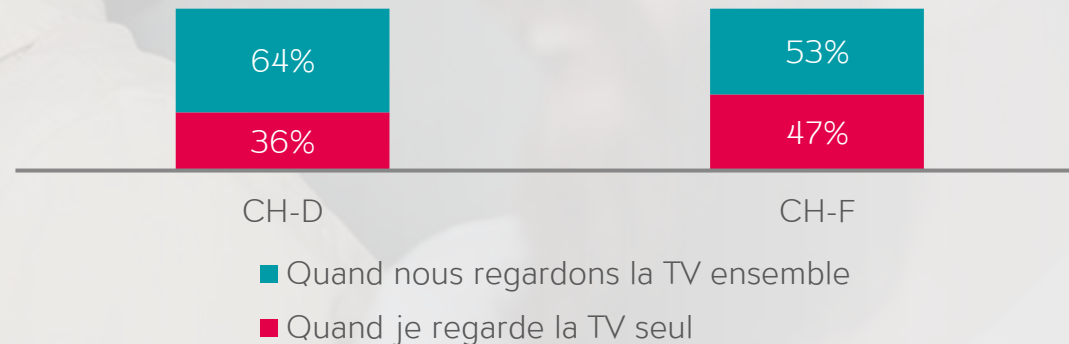 64%
53%
36%
47%
CH-D
CH-F
Quand nous regardons la TV ensemble
Quand je regarde la TV seul